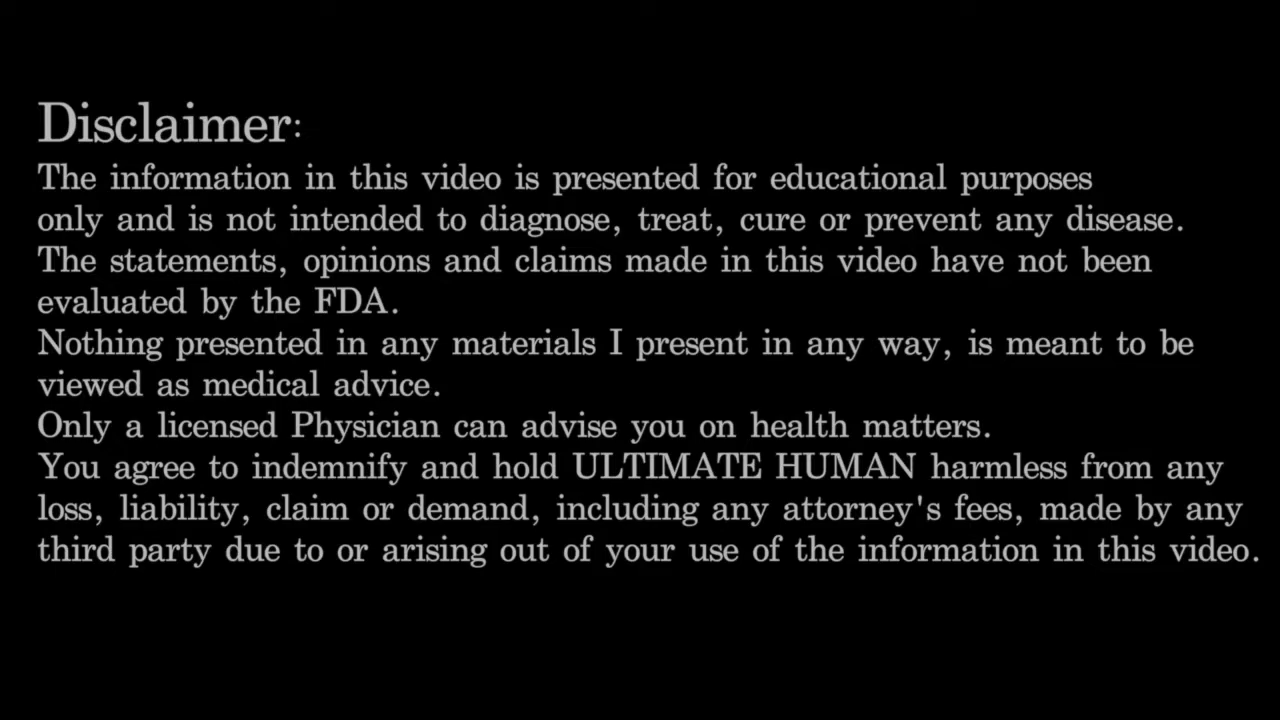 Disclaimer:
The information in this video is presented for educational purposes
only and is not intended to diagnose, treat, cure or prevent any disease.
The statements, opinions and claims made in this video have not been
evaluated by the FDA.
Nothing presented in any materials I present in any way, is meant to be
viewed as medical advice.
Only a licensed Physician can advise you on health matters.
You agree to indemnify and hold ULTIMATE HUMAN harmless from any
loss, liability, claim or demand, including any attorney's fees, made by any
third party due to or arising out of your use of the information in this video.